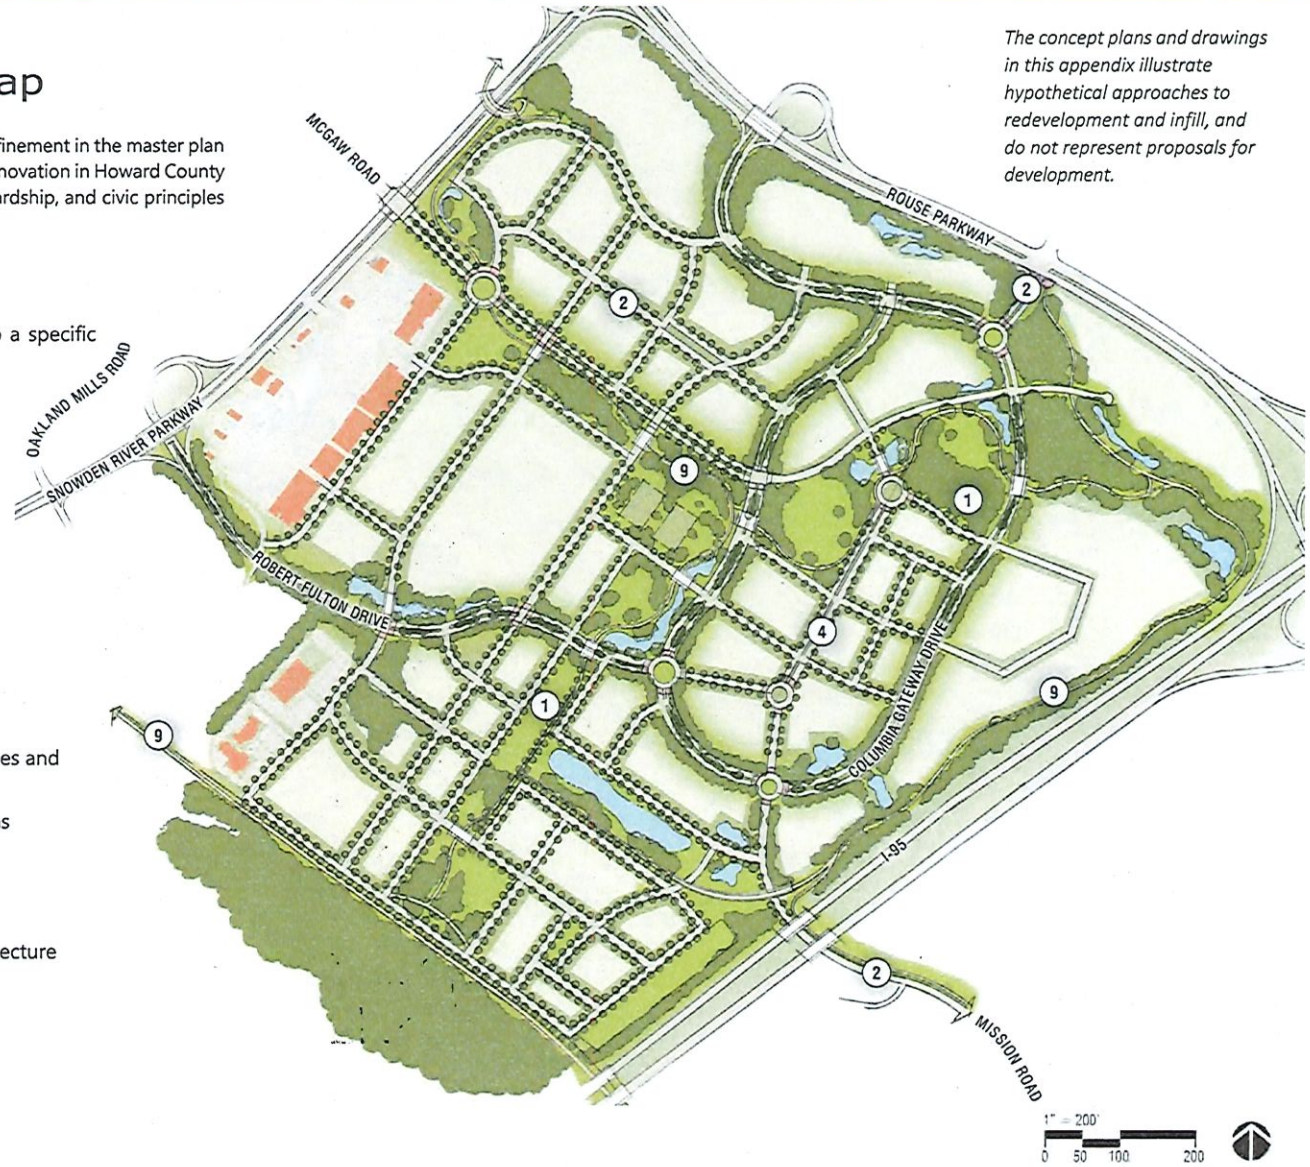 ap
finement in the master plan
novation in Howard County
rdship, and civic principles
The concept plans and drawings
in this appendix illustrate
hypothetical approaches to
redevelopment and infill, and
do not represent proposals for
development.
MCGAW ROAD
ROUSE PARKWAY
2
2
a specific
OAKLAND MILLS ROAD
SNOWDEN RIVER PARKWAY
9
1
ROBERT FULTON DRIVE
4
COLUMBIA GATEWAY DRIVE
9
1
9
es and
s
I-95
ecture
2
MISSION ROAD
1" = 200'
0 50 100 200